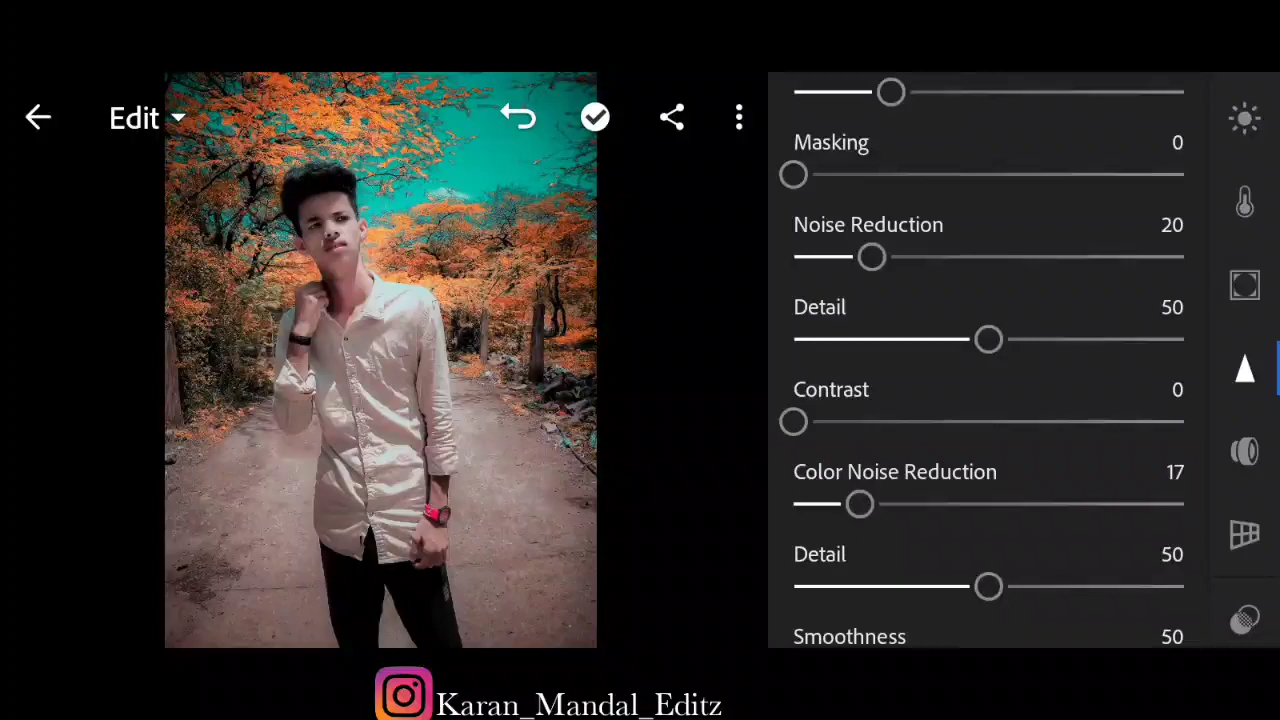 Edit
Masking 0
Noise Reduction 20
Detail 50
Contrast 0
Color Noise Reduction 17
Detail 50
Smoothness 50
Karan_Mandal_Editz